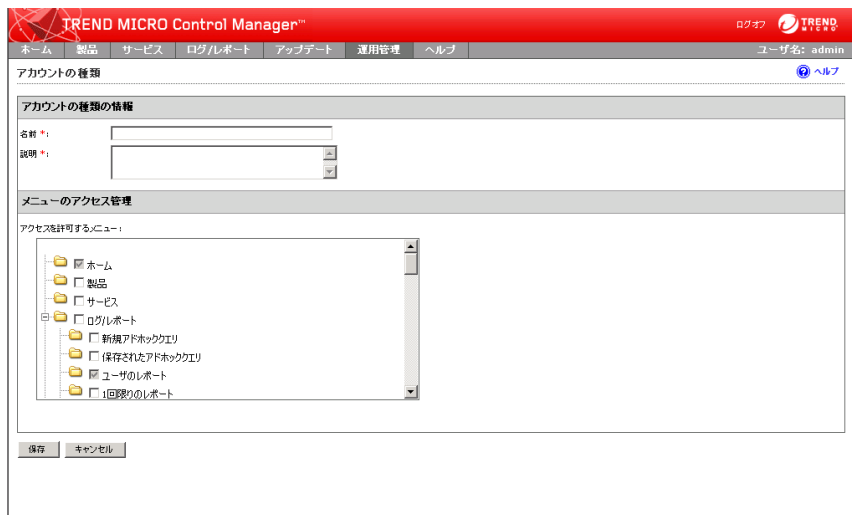 TREND MICRO Control Manager™
ログオフ TREND MICRO
ホーム 製品 サービス ログ/レポート アップデート 運用管理 ヘルプ ユーザ名: admin
アカウントの種類 ヘルプ
アカウントの種類の情報
名前 *:
説明 *:
メニューのアクセス管理
アクセスを許可するメニュー:
ホーム
製品
サービス
ログ/レポート
新規アドホッククエリ
保存されたアドホッククエリ
ユーザのレポート
1回限りのレポート
保存 キャンセル